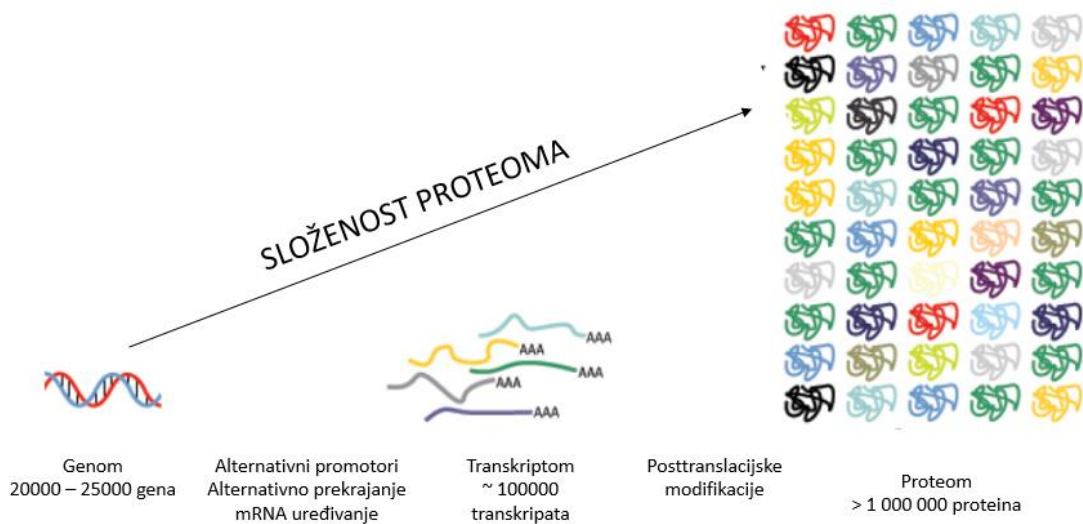 SLOŽENOST PROTEOMA
AAA
AAA
AAA
AAA
AAA
Genom
20000 – 25000 gena
Alternativni promotori
Alternativno prekrajanje
mRNA uređivanje
Transkriptom
~ 100000
transkripata
Posttranslacijske
modifikacije
Proteom
> 1 000 000 proteina